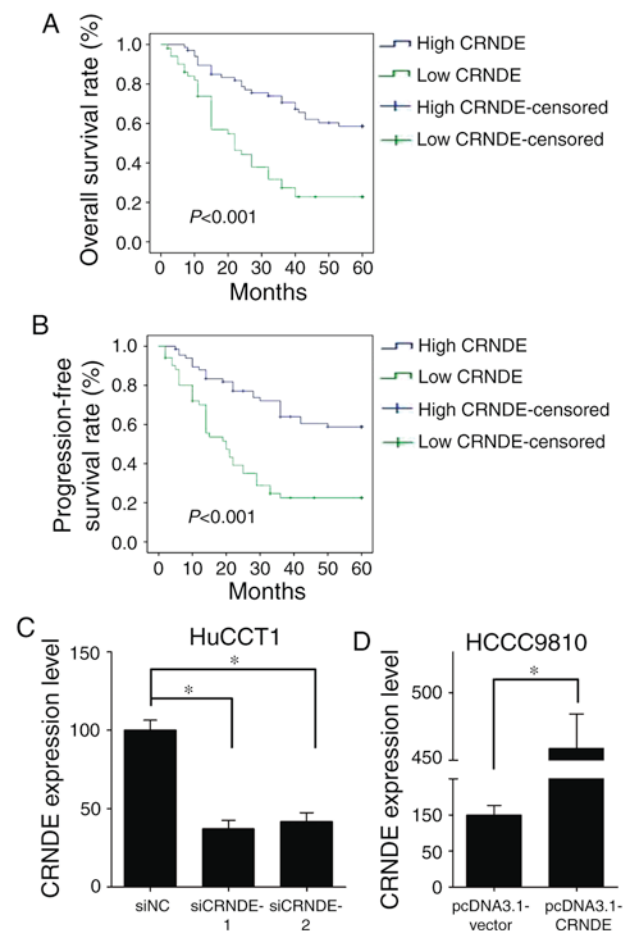 A
Overall survival rate (%)
1.0
0.8
0.6
0.4
0.2
0.0
P<0.001
0 10 20 30 40 50 60
Months
High CRNDE
Low CRNDE
High CRNDE-censored
Low CRNDE-censored
B
Progression-free
survival rate (%)
1.0
0.8
0.6
0.4
0.2
0.0
P<0.001
0 10 20 30 40 50 60
Months
High CRNDE
Low CRNDE
High CRNDE-censored
Low CRNDE-censored
C
HuCCT1
CRNDE expression level
150
100
50
0
*
*
siNC siCRNDE-1 siCRNDE-2
D
HCCC9810
CRNDE expression level
500
450
150
50
0
*
pcDNA3.1-vector pcDNA3.1-CRNDE